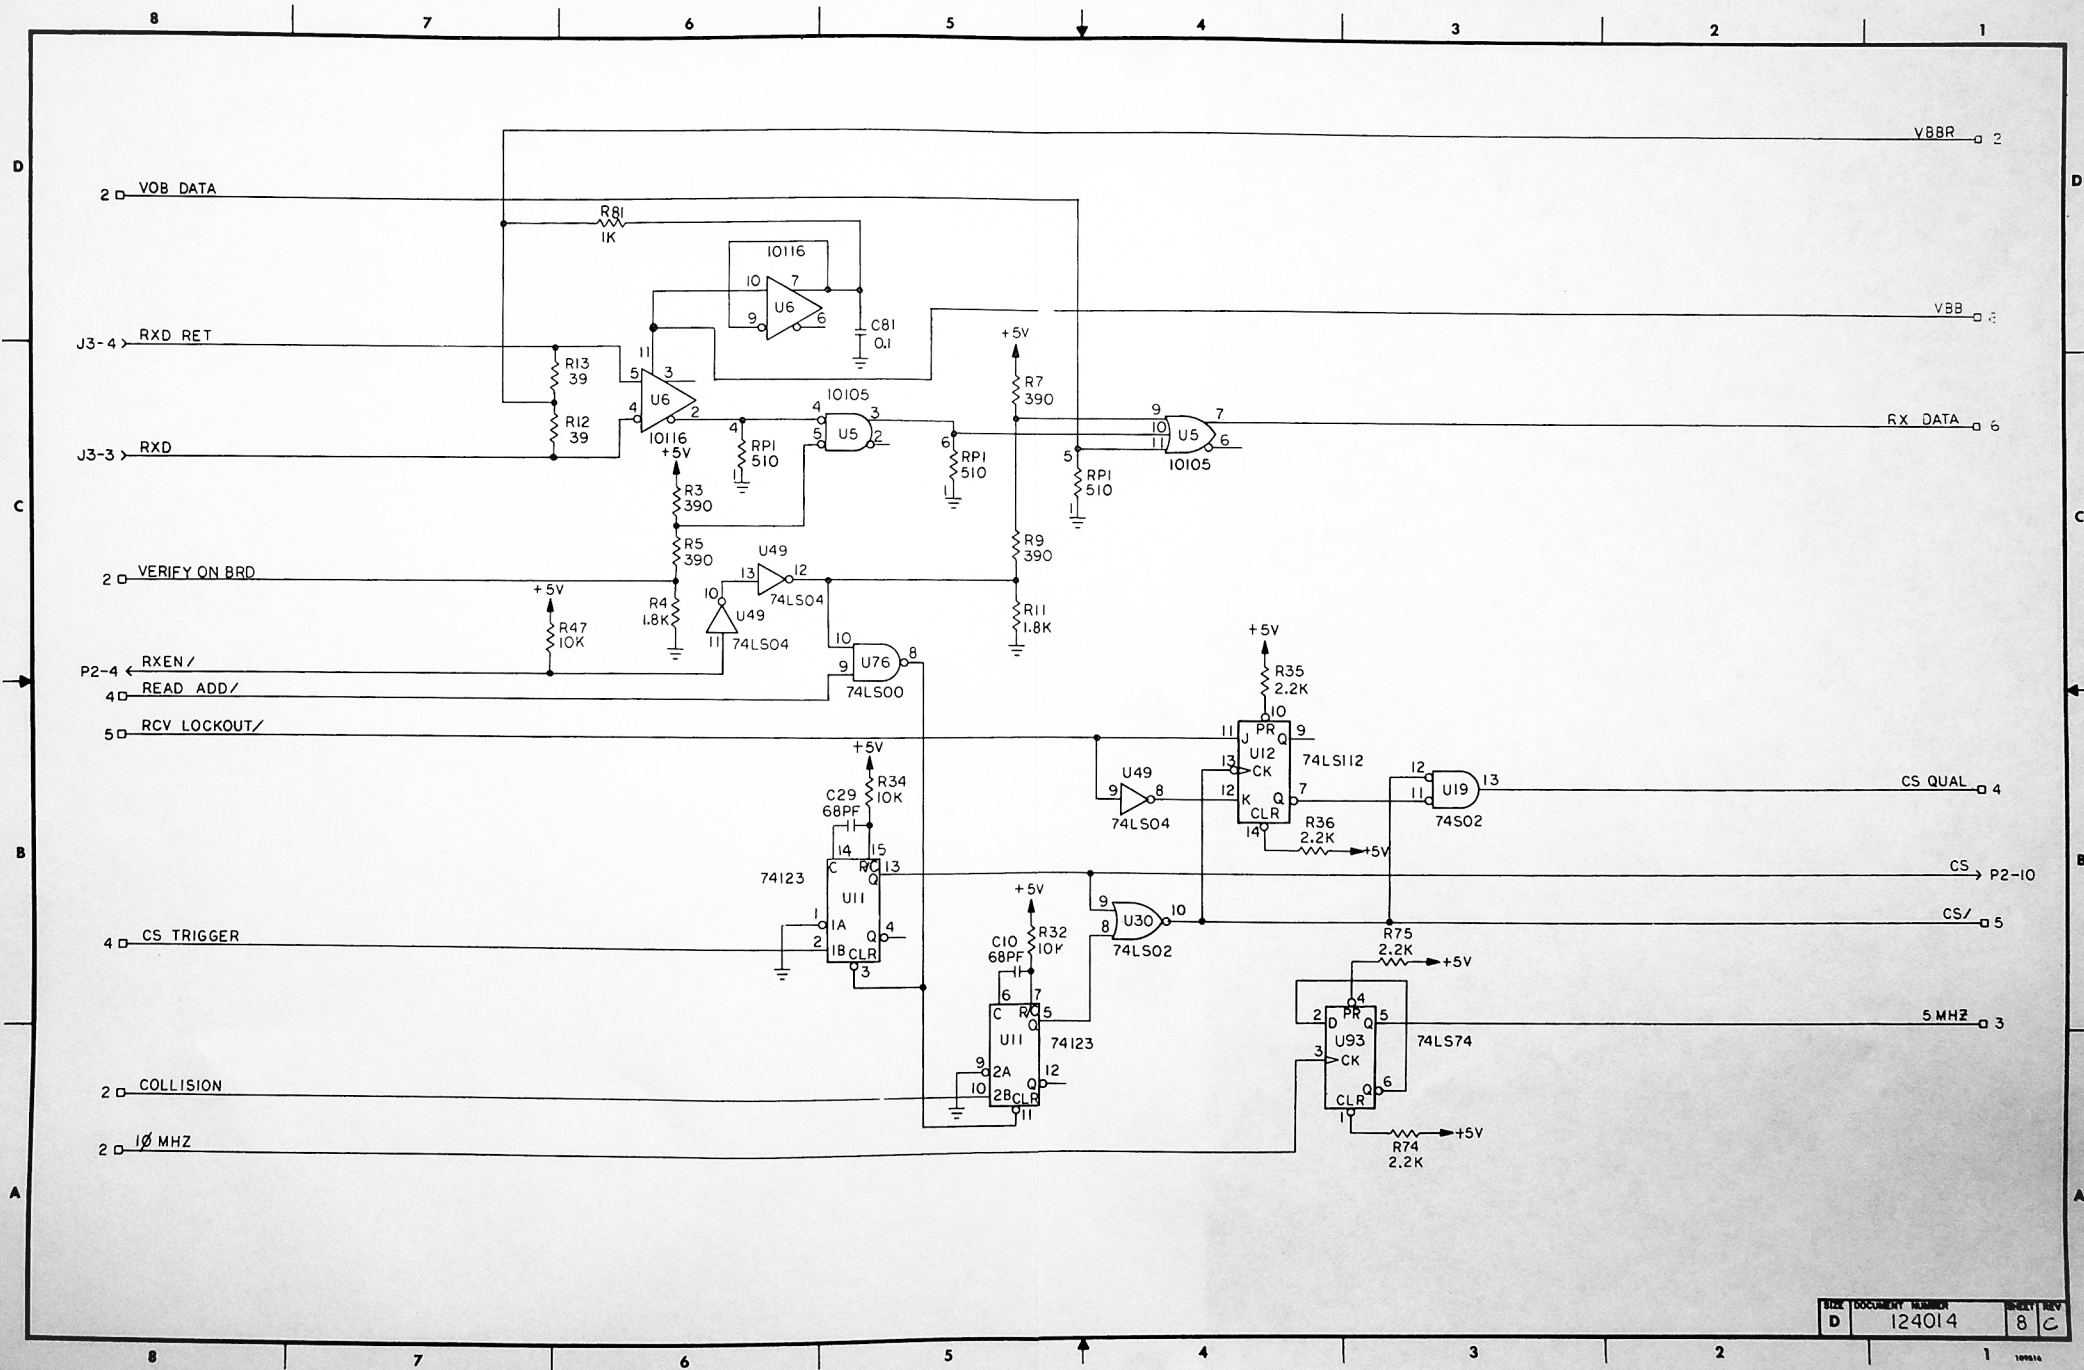 8 7 6 5 4 3 2 1
D
D
VBBR 2
2 VOB DATA
R81
1K
10116
10 7
U6
9 6
C81
0.1
VBB
J3-4 RXD RET
+5V
R13
39
11
5 3
U6
4 2
10116
R12
39
J3-3 RXD
R7
390
10105
4 3
U5
5 2
4
RP1
510
1
6
RP1
510
1
9 7
10
U5
11 6
10105
RX DATA 6
5
RP1
510
1
+5V
R3
390
C
C
R5
390
R9
390
U49
13 12
74LS04
2 VERIFY ON BRD
+5V
R4
1.8K
10
U49
11
74LS04
R11
1.8K
R47
10K
10
U76 8
9
74LS00
P2-4 RXEN/
4 READ ADD/
+5V
R35
2.2K
5 RCV LOCKOUT/
10
11 J PR Q 9
U12
74LS112
13 CK
12 K Q 7
CLR
14
+5V
R34
10K
C29
68PF
U49
9 8
74LS04
12
U19 13
11
74S02
CS QUAL 4
R36
2.2K
+5V
B
B
14 15
C R/C 13
Q
74123
U11
1 1A
4
Q
2 1B CLR
3
CS P2-10
+5V
R32
10K
C10
68PF
9
U30 10
8
74LS02
CS/ 5
4 CS TRIGGER
R75
2.2K
+5V
6 7
C R/C 5
Q
U11
74123
9 2A
12
Q
10 2B CLR
11
4
2 D PR Q 5
U93
74LS74
3 CK
Q 6
CLR
1
5 MHZ 3
2 COLLISION
2 1Ø MHZ
+5V
R74
2.2K
A
A
SIZE DOCUMENT NUMBER SHEET REV
D 124014 8 C
8 7 6 5 4 3 2 1